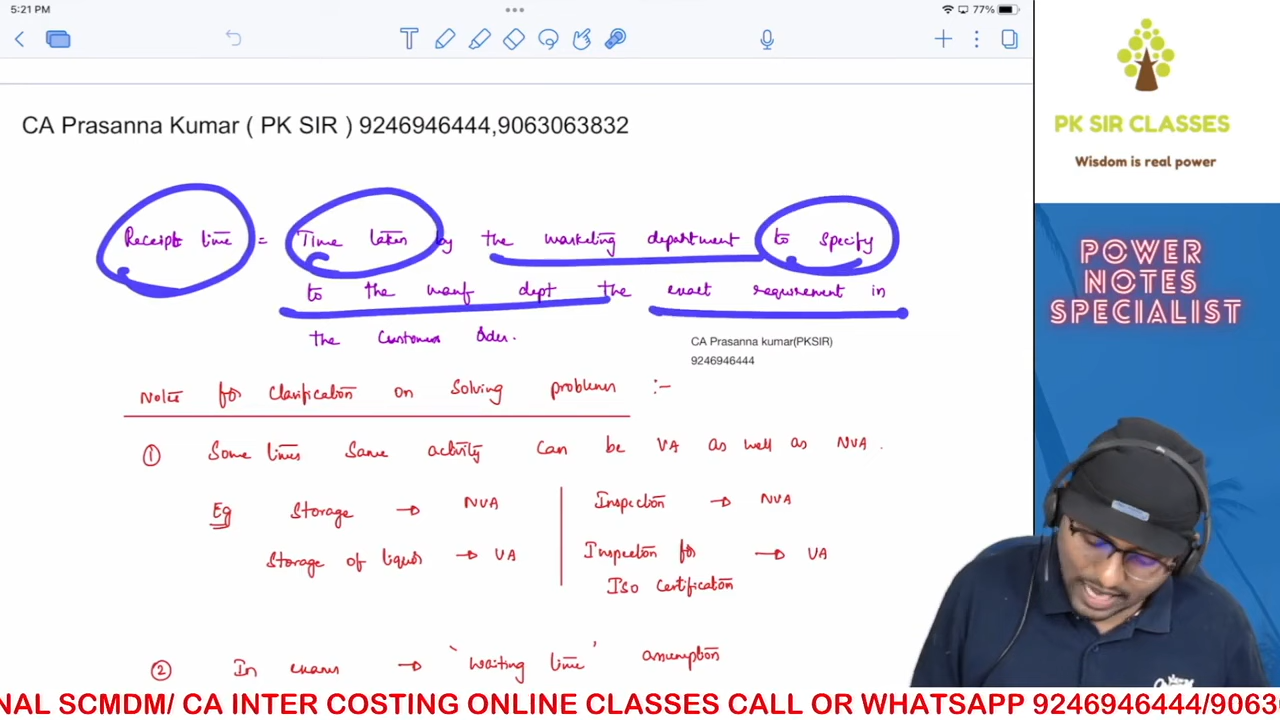 5:21 PM
77%
CA Prasanna Kumar ( PK SIR ) 9246946444,9063063832
PK SIR CLASSES
Wisdom is real power
Receipt time = Time taken by the marketing department to specify
to the manf dept the exact requirement in
the Customers Order.
CA Prasanna kumar(PKSIR)
9246946444
POWER
NOTES
SPECIALIST
Notes for Clarification on Solving problems :-
① Some times Same activity can be VA as well as NVA.
Eg Storage → NVA
Storage of liquor → VA
Inspection → NVA
Inspection for → VA
ISO Certification
② In exams → 'Waiting time' assumption
NAL SCMDM/ CA INTER COSTING ONLINE CLASSES CALL OR WHATSAPP 9246946444/9063